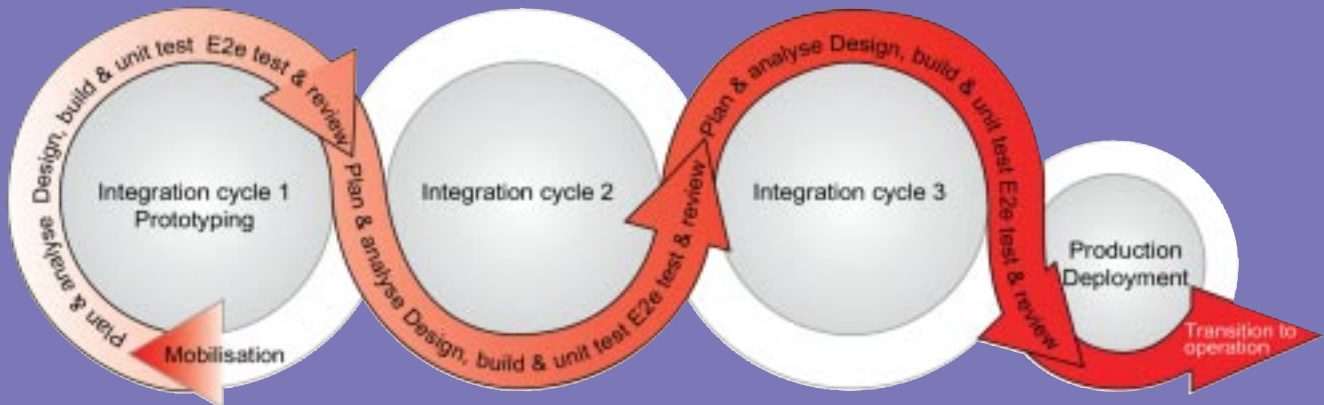 Mobilisation
Plan & analyse Design, build & unit test E2e test & review
Integration cycle 1
Prototyping
Plan & analyse Design, build & unit test E2e test & review
Integration cycle 2
Plan & analyse Design, build & unit test E2e test & review
Integration cycle 3
Production
Deployment
Transition to
operation